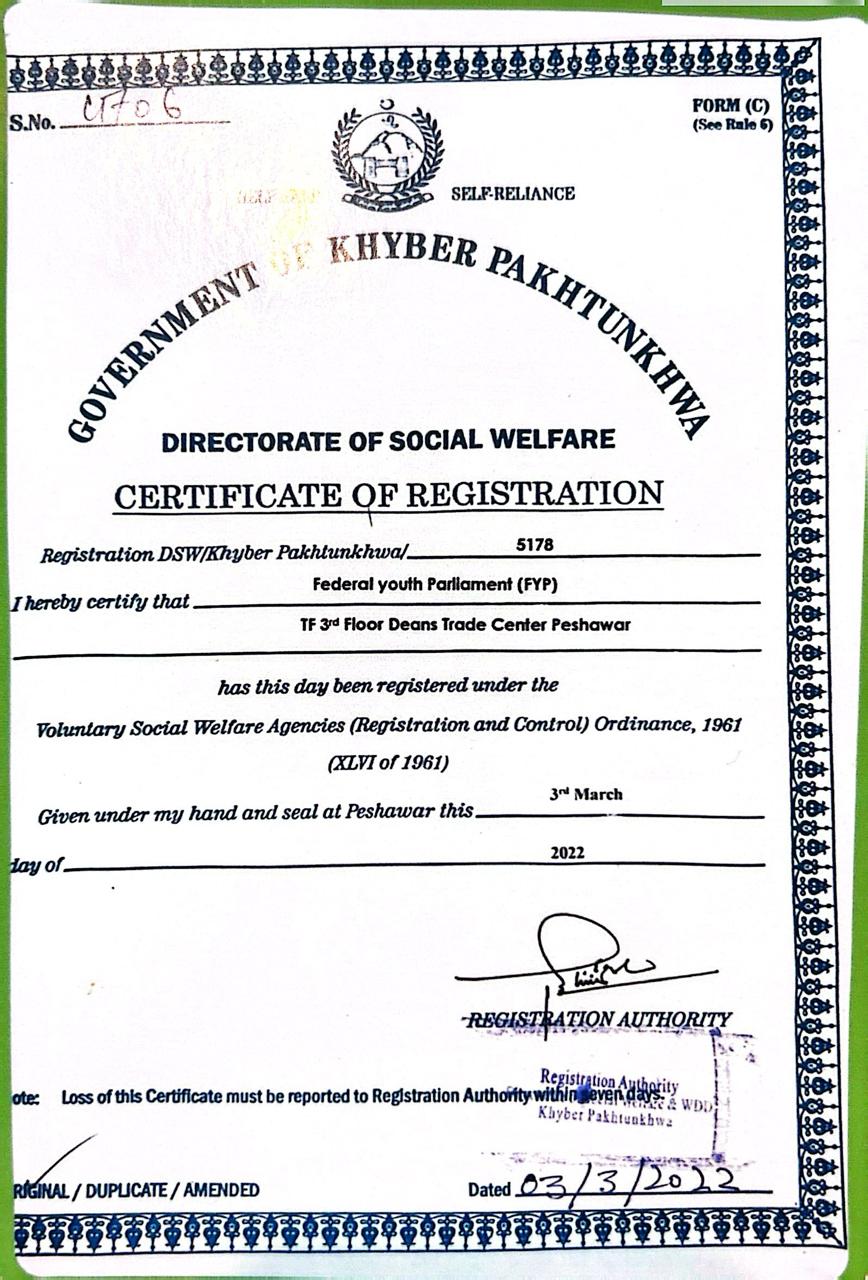 S.No.
FORM (C)
(See Rule 6)
SELF-RELIANCE
GOVERNMENT OF KHYBER PAKHTUNKHWA
DIRECTORATE OF SOCIAL WELFARE
CERTIFICATE OF REGISTRATION
Registration DSW/Khyber Pakhtunkhwa/ 5178
I hereby certify that Federal youth Parliament (FYP)
TF 3rd Floor Deans Trade Center Peshawar
has this day been registered under the
Voluntary Social Welfare Agencies (Registration and Control) Ordinance, 1961
(XLVI of 1961)
Given under my hand and seal at Peshawar this 3rd March
day of 2022
REGISTRATION AUTHORITY
Registration Authority
ote: Loss of this Certificate must be reported to Registration Authority within seven days.
Social Welfare & WDD
Khyber Pakhtunkhwa
RIGINAL / DUPLICATE / AMENDED
Dated 03/3/2022